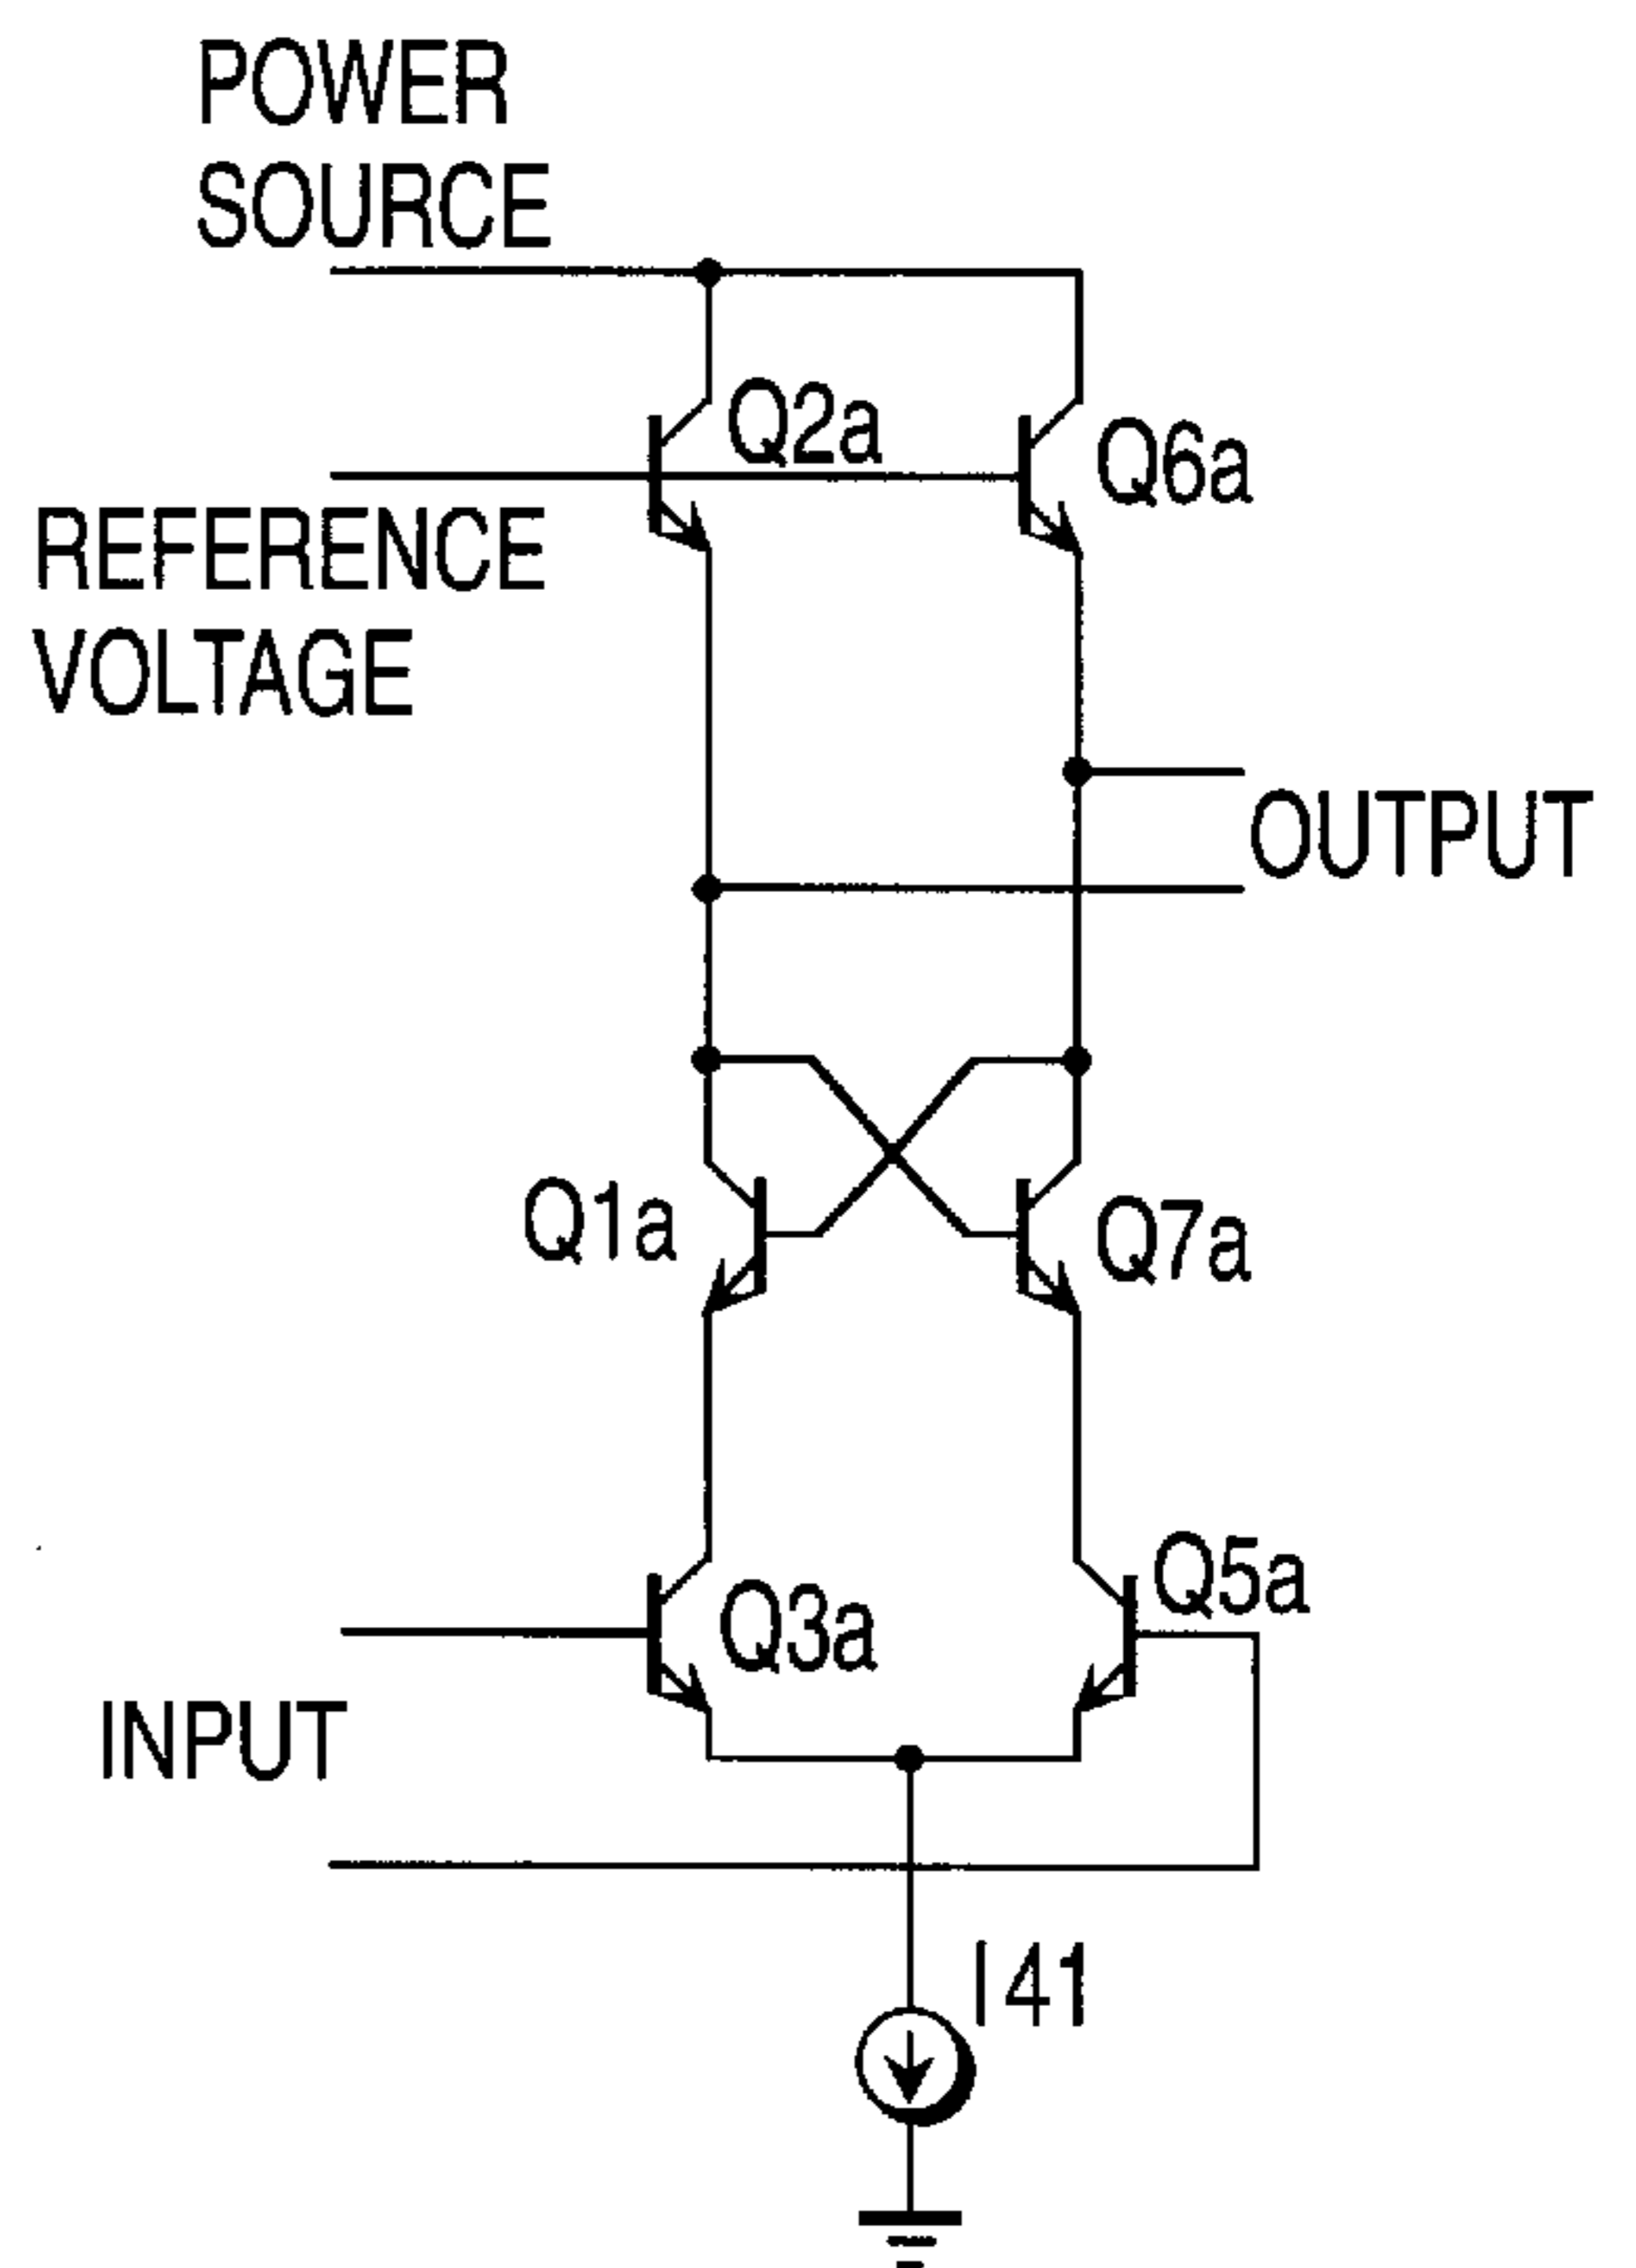 POWER
SOURCE
Q2a
Q6a
REFERENCE
VOLTAGE
OUTPUT
Q1a
Q7a
Q5a
Q3a
INPUT
I41